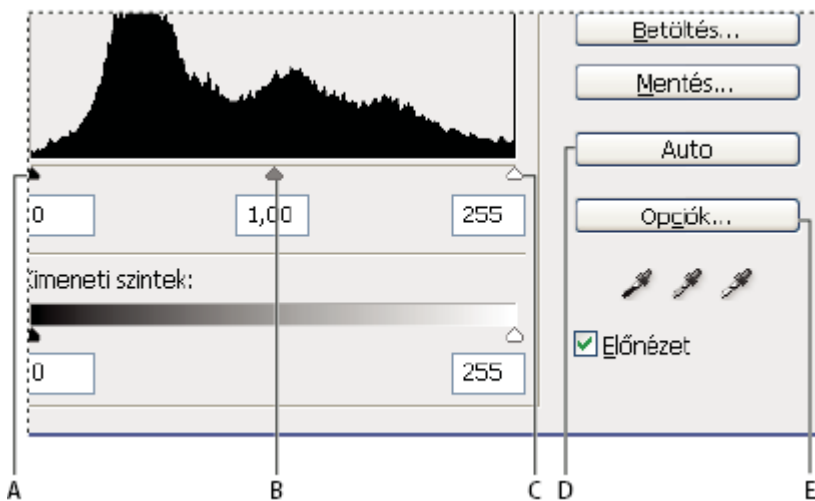 Betöltés...
Mentés...
Auto
0 1,00 255
Opciók...
Kimeneti szintek:
Előnézet
0 255
A B C D E